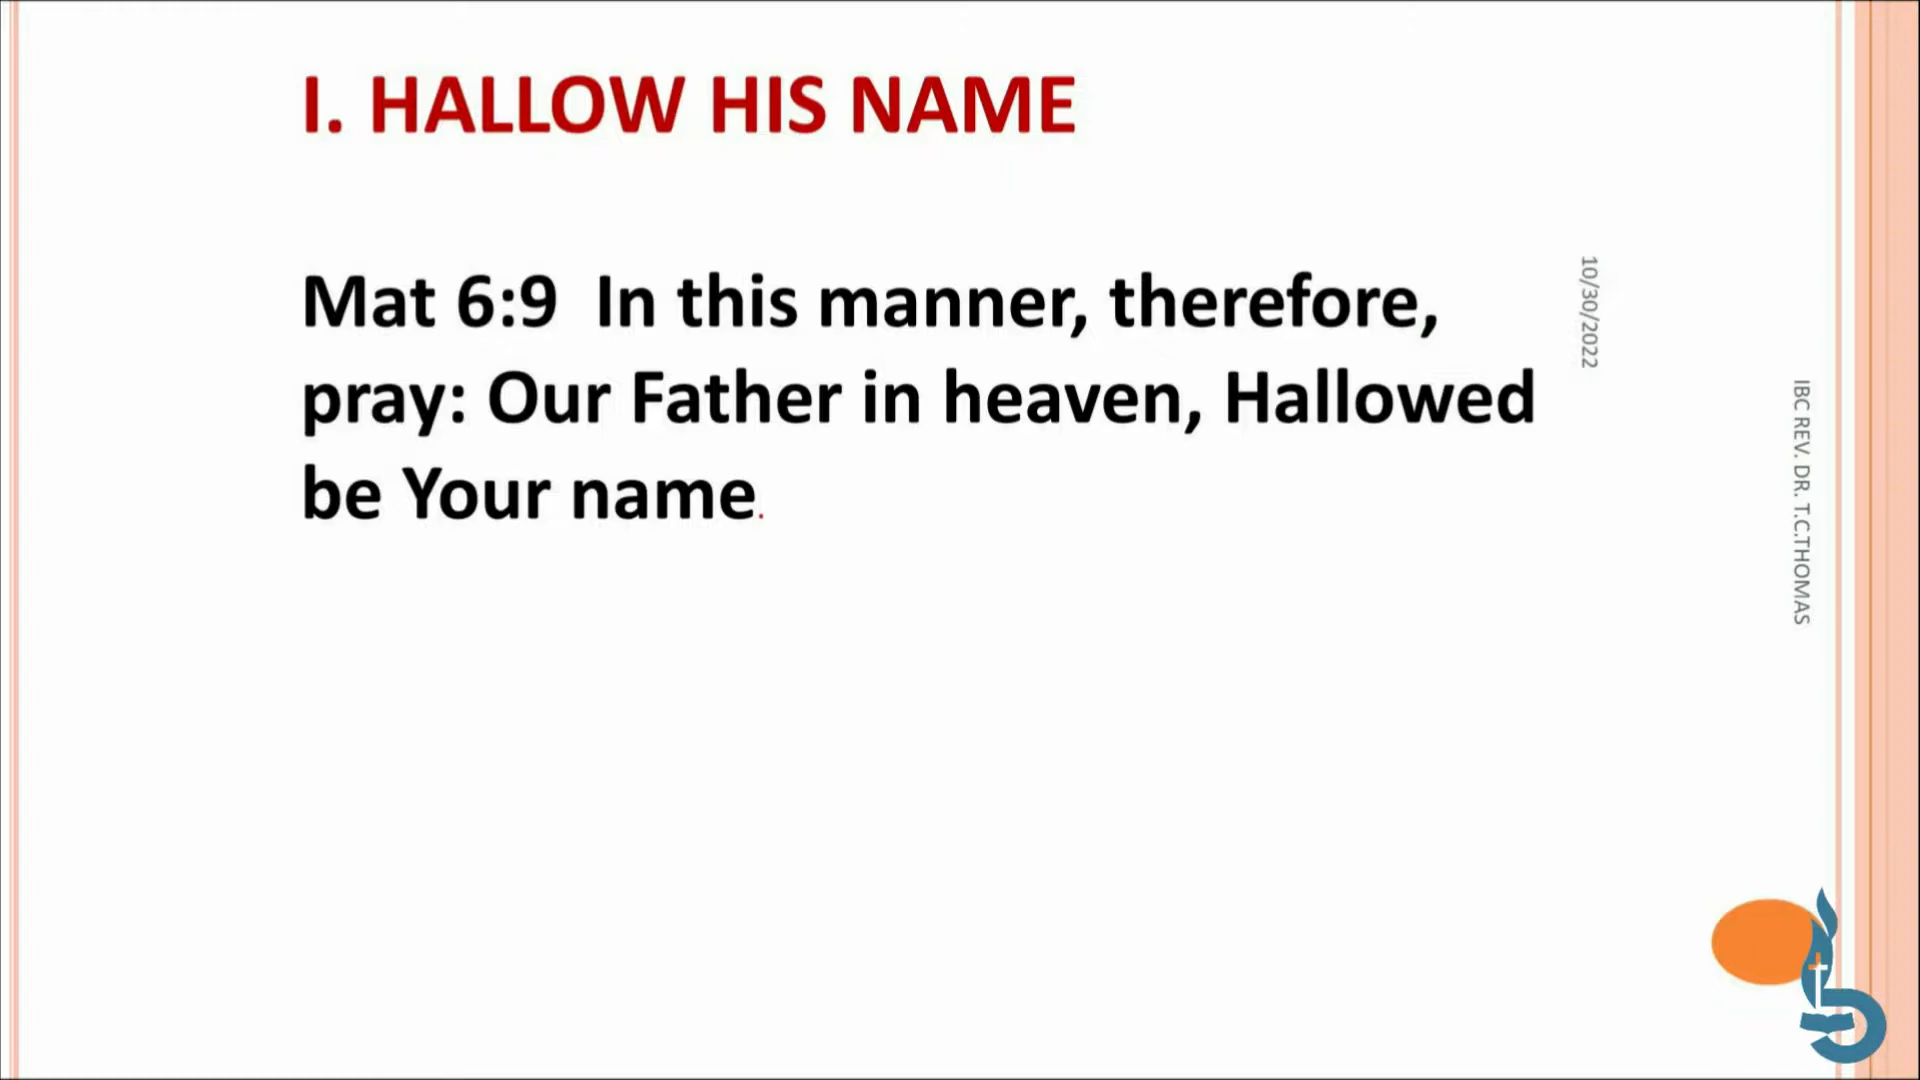 I. HALLOW HIS NAME
Mat 6:9  In this manner, therefore,
pray: Our Father in heaven, Hallowed
be Your name.
10/30/2022
IBC REV. DR. T.C.THOMAS